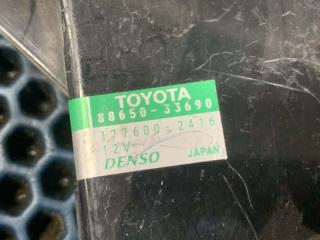 TOYOTA
88650-33690
177600-2416
12V
DENSO JAPAN